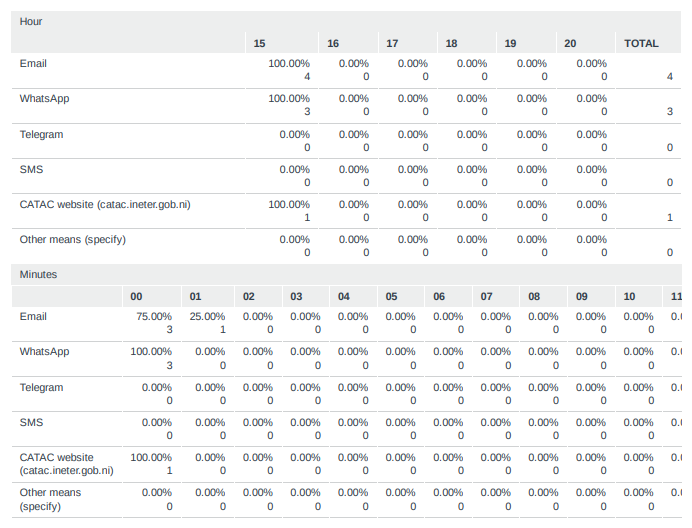 Hour
15 16 17 18 19 20 TOTAL
Email 100.00% 0.00% 0.00% 0.00% 0.00% 0.00%
4 0 0 0 0 0 4
WhatsApp 100.00% 0.00% 0.00% 0.00% 0.00% 0.00%
3 0 0 0 0 0 3
Telegram 0.00% 0.00% 0.00% 0.00% 0.00% 0.00%
0 0 0 0 0 0 0
SMS 0.00% 0.00% 0.00% 0.00% 0.00% 0.00%
0 0 0 0 0 0 0
CATAC website (catac.ineter.gob.ni) 100.00% 0.00% 0.00% 0.00% 0.00% 0.00%
1 0 0 0 0 0 1
Other means (specify) 0.00% 0.00% 0.00% 0.00% 0.00% 0.00%
0 0 0 0 0 0 0
Minutes
00 01 02 03 04 05 06 07 08 09 10 11
Email 75.00% 25.00% 0.00% 0.00% 0.00% 0.00% 0.00% 0.00% 0.00% 0.00% 0.00% 0.
3 1 0 0 0 0 0 0 0 0 0
WhatsApp 100.00% 0.00% 0.00% 0.00% 0.00% 0.00% 0.00% 0.00% 0.00% 0.00% 0.00% 0.
3 0 0 0 0 0 0 0 0 0 0
Telegram 0.00% 0.00% 0.00% 0.00% 0.00% 0.00% 0.00% 0.00% 0.00% 0.00% 0.00% 0.
0 0 0 0 0 0 0 0 0 0 0
SMS 0.00% 0.00% 0.00% 0.00% 0.00% 0.00% 0.00% 0.00% 0.00% 0.00% 0.00% 0.
0 0 0 0 0 0 0 0 0 0 0
CATAC website 100.00% 0.00% 0.00% 0.00% 0.00% 0.00% 0.00% 0.00% 0.00% 0.00% 0.00% 0.
(catac.ineter.gob.ni) 1 0 0 0 0 0 0 0 0 0 0
Other means 0.00% 0.00% 0.00% 0.00% 0.00% 0.00% 0.00% 0.00% 0.00% 0.00% 0.00% 0.
(specify) 0 0 0 0 0 0 0 0 0 0 0